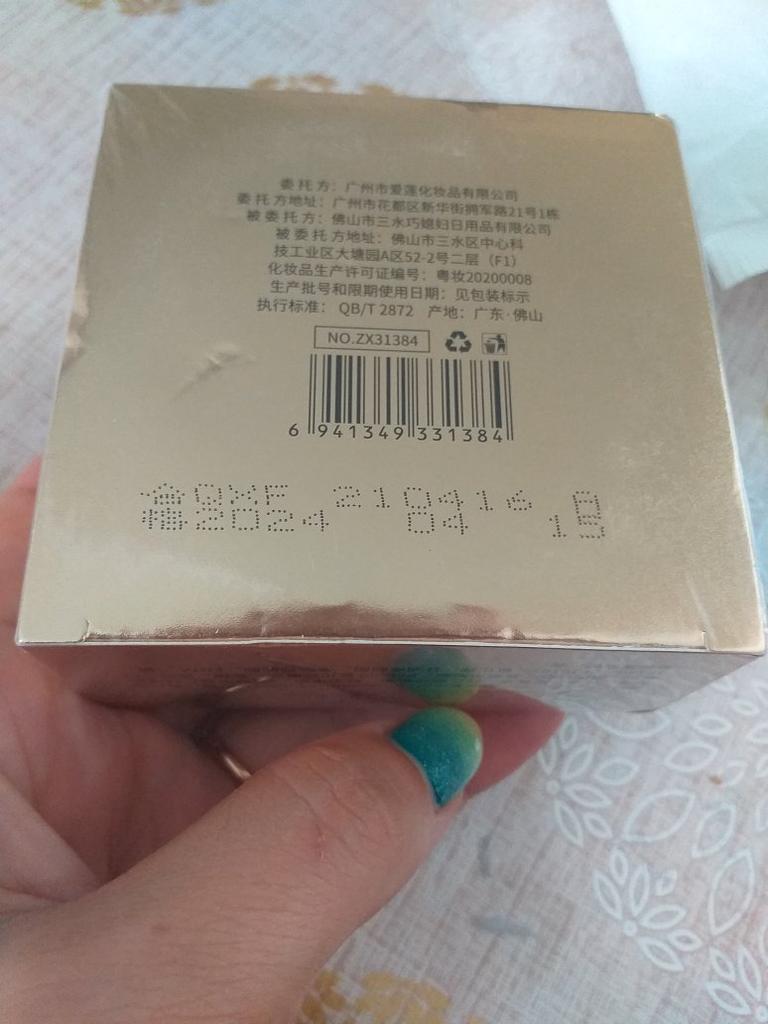 委 托 方：广州市爱莲化妆品有限公司
委 托 方地址：广州市花都区新华街拥军路21号1栋
被 委 托 方：佛山市三水巧媳妇日用品有限公司
被 委 托 方地址：佛山市三水区中心科
技工业区大塘园A区52-2号二层（F1）
化妆品生产许可证编号：粤妆20200008
生产批号和限期使用日期：见包装标示
执行标准： QB/T 2872 产地：广东·佛山
NO.ZX31384
6 941349 331384
QXF 210416
2024 04 15